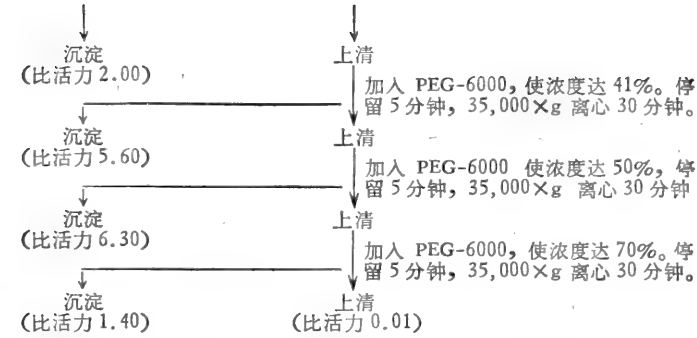 沉淀
上清
(比活力2.00)
加入 PEG-6000，使浓度达 41%。停
留5分钟，35,000×g 离心 30 分钟。
沉淀
上清
(比活力5.60)
加入 PEG-6000 使浓度达 50%，停
留5分钟，35,000×g 离心 30 分钟
沉淀
上清
(比活力6.30)
加入 PEG-6000，使浓度达 70%。停
留5分钟，35,000×g 离心 30 分钟。
沉淀
上清
(比活力1.40)
(比活力0.01)